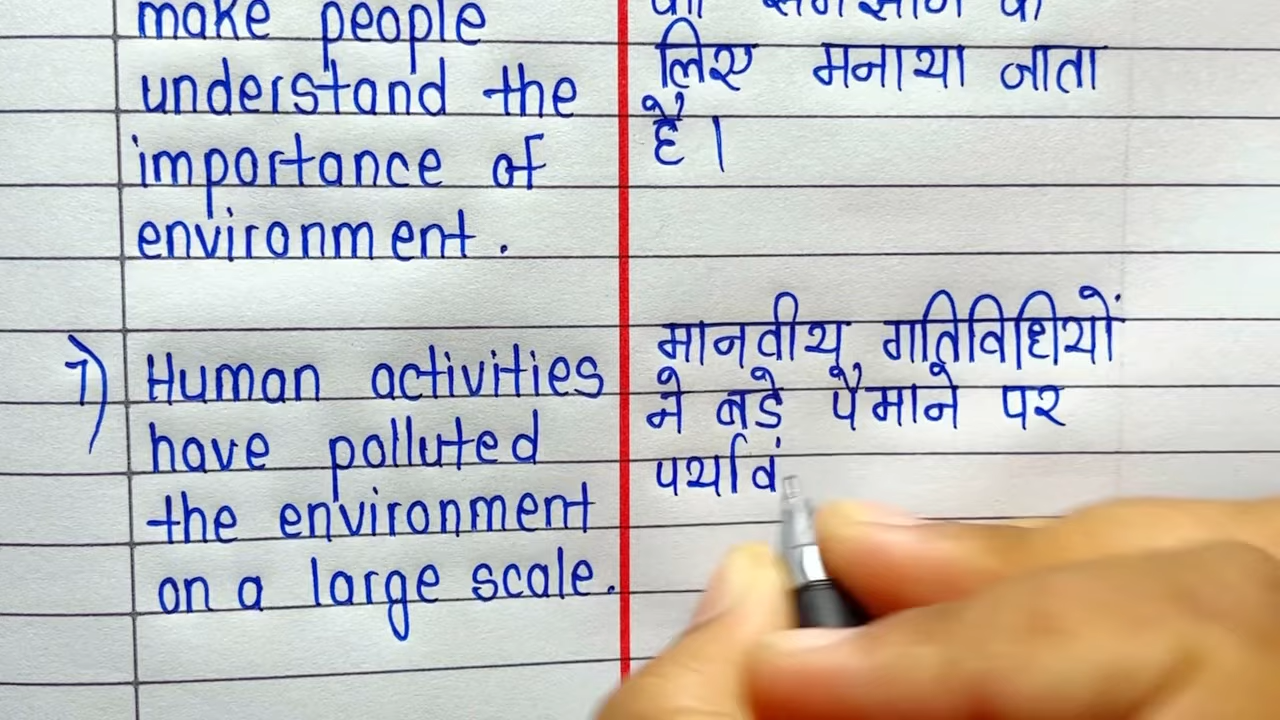 make people
understand the
importance of
environment.
7) Human activities
have polluted
the environment
on a large scale.
लिए मनाया जाता
है।
मानवीय गतिविधियों
ने बडे़ पैमाने पर